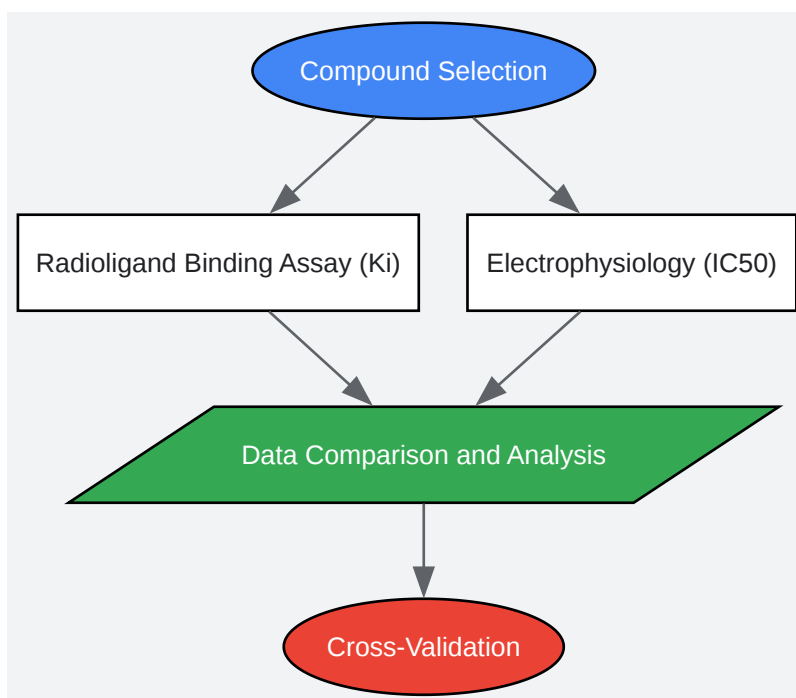 Compound Selection
Radioligand Binding Assay (Ki)
Electrophysiology (IC50)
Data Comparison and Analysis
Cross-Validation